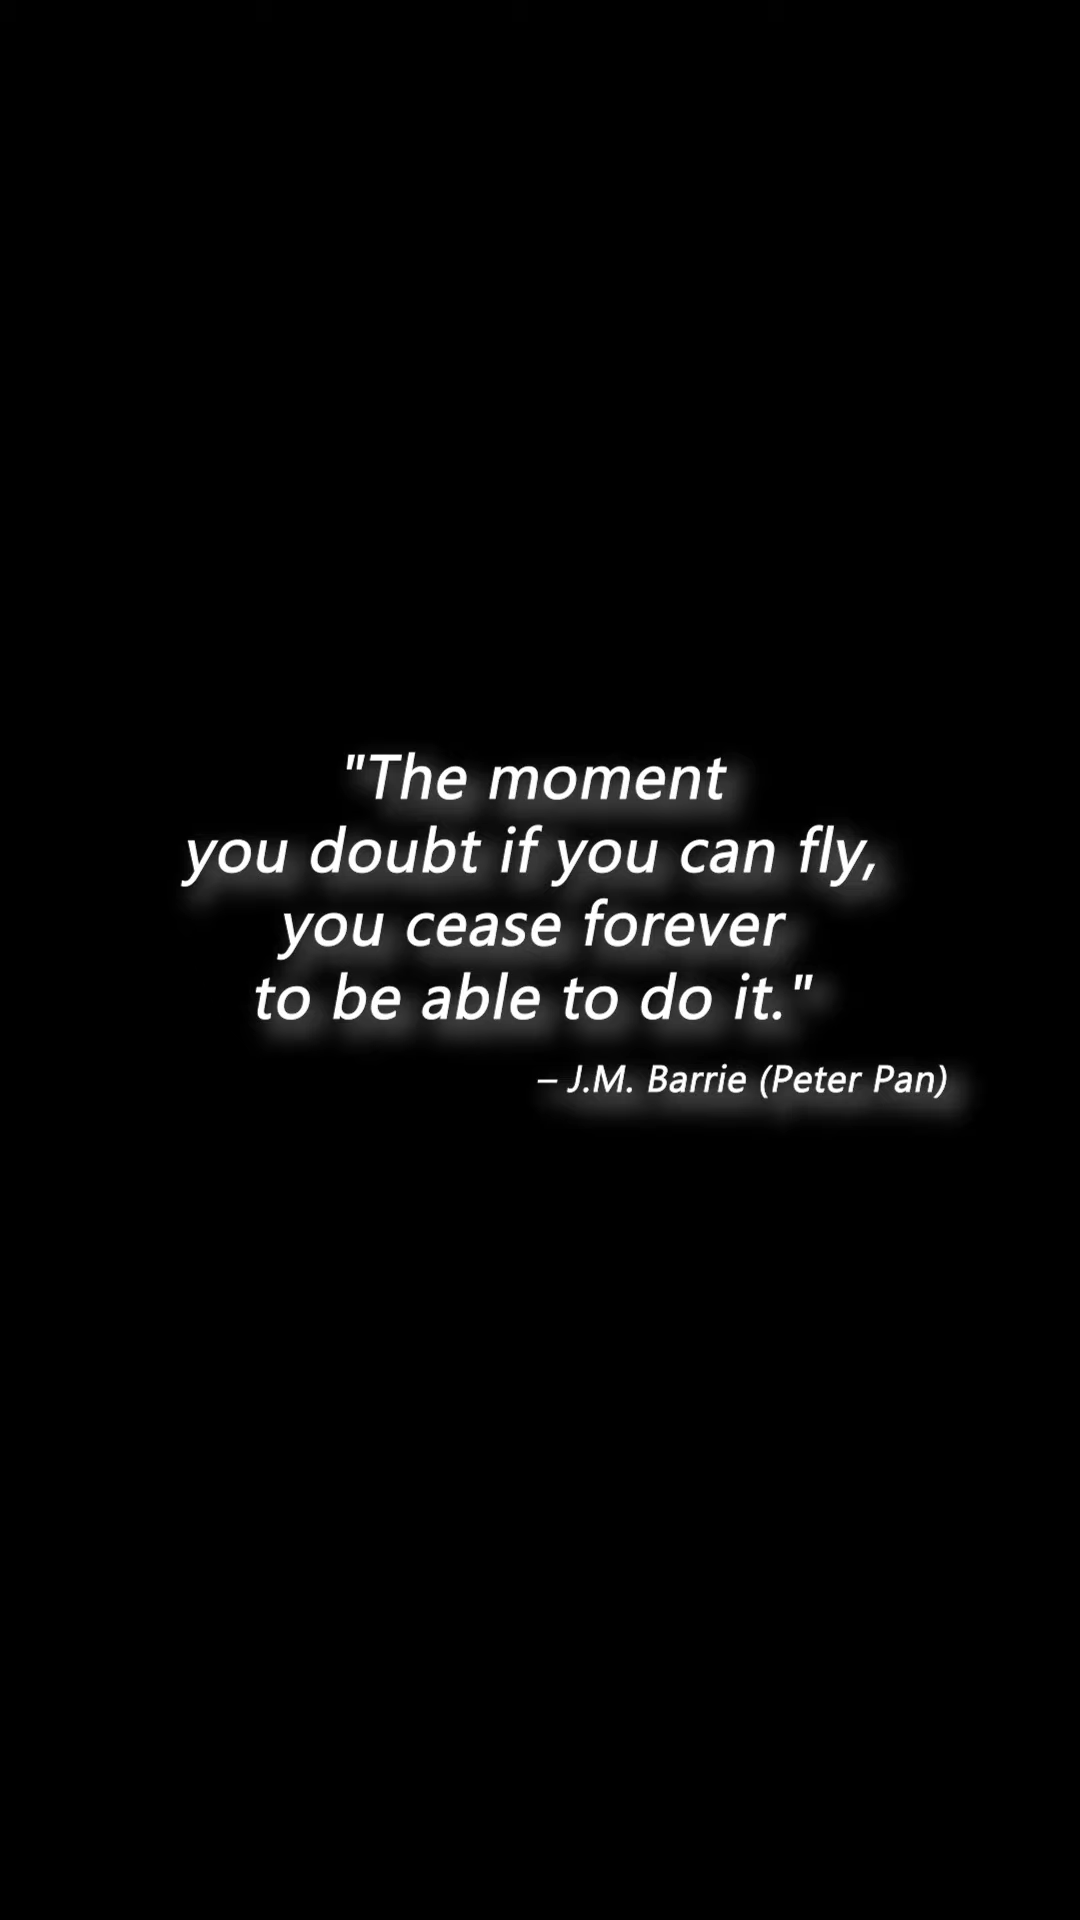 "The moment
you doubt if you can fly,
you cease forever
to be able to do it."
– J.M. Barrie (Peter Pan)